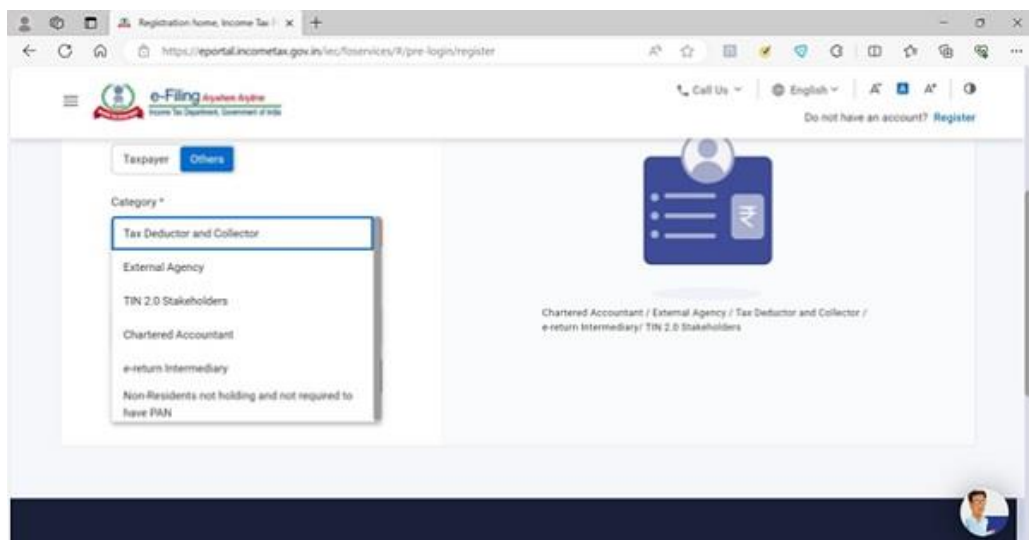 Registration home, Income Tax
https://eportal.incometax.gov.in/iec/foservices/#/pre-login/register
e-Filing Anywhere Anytime
Income Tax Department, Government of India
Call Us
English
A
A
A+
Do not have an account? Register
Taxpayer
Others
Category *
Tax Deductor and Collector
External Agency
TIN 2.0 Stakeholders
Chartered Accountant
e-return Intermediary
Non-Residents not holding and not required to
have PAN
₹
Chartered Accountant / External Agency / Tax Deductor and Collector /
e-return Intermediary/ TIN 2.0 Stakeholders